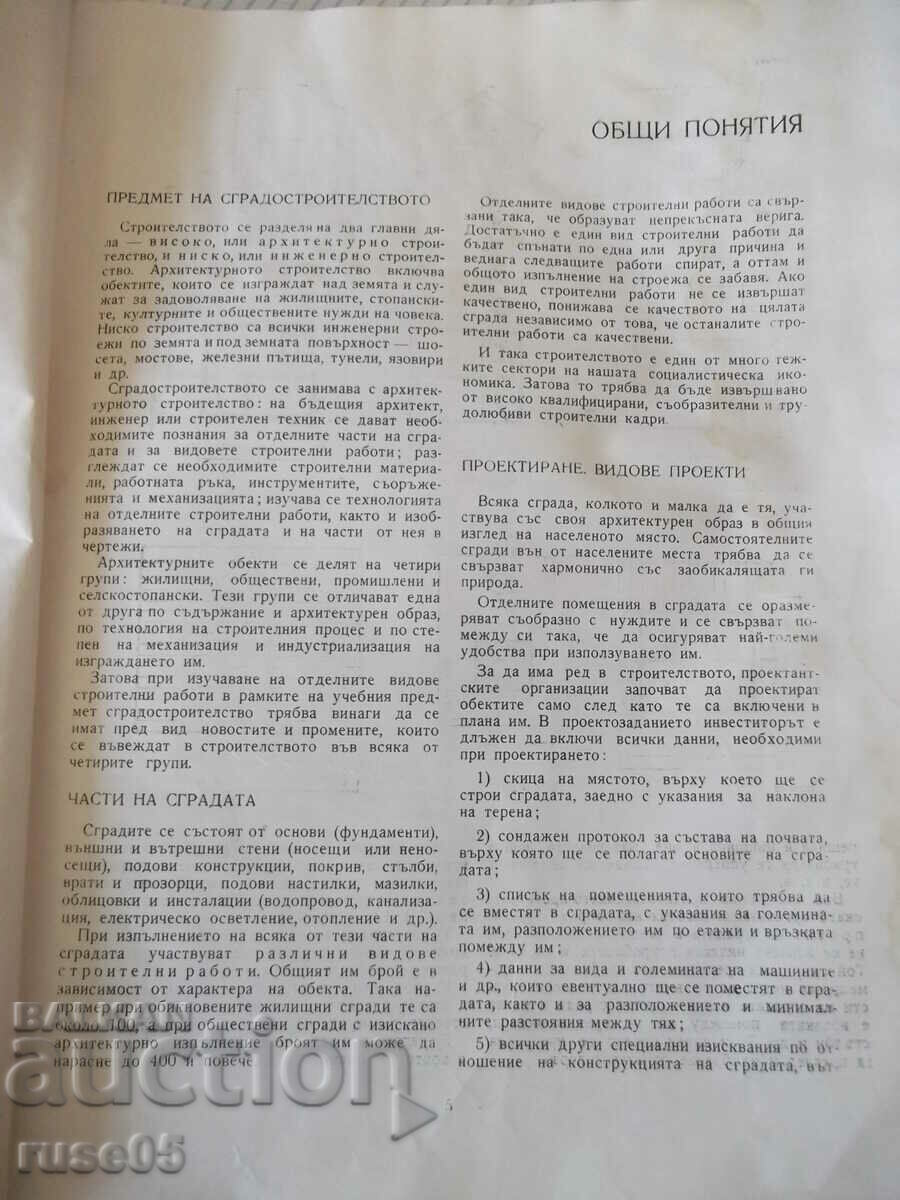 ОБЩИ ПОНЯТИЯ
ПРЕДМЕТ НА СГРАДОСТРОИТЕЛСТВОТО
Строителството се разделя на два главни дя-
ла — високо, или архитектурно строи-
телство, и ниско, или инженерно строител-
ство. Архитектурното строителство включва
обектите, които се изграждат над земята и слу-
жат за задоволяване на жилищните, стопански-
те, културните и обществените нужди на човека.
Ниско строителство са всички инженерни строе-
жи по земята и под земната повърхност — шо-
сета, мостове, железни пътища, тунели, язовири
и др.
Сградостроителството се занимава с архитек-
турното строителство: на бъдещия архитект,
инженер или строителен техник се дават необ-
ходимите познания за отделните части на сгра-
дата и за видовете строителни работи; раз-
глеждат се необходимите строителни материа-
ли, работната ръка, инструментите, съоръже-
нията и механизацията; изучава се технологията
на отделните строителни работи, както и изоб-
разяването на сградата и на части от нея в
чертежи.
Архитектурните обекти се делят на четири
групи: жилищни, обществени, промишлени и
селскостопански. Тези групи се отличават една
от друга по съдържание и архитектурен образ,
по технология на строителния процес и по сте-
пен на механизация и индустриализация на
изграждането им.
Затова при изучаване на отделните видове
строителни работи в рамките на учебния пред-
мет сградостроителство трябва винаги да се
имат пред вид новостите и промените, които
се въвеждат в строителството във всяка от
четирите групи.
ЧАСТИ НА СГРАДАТА
Сградите се състоят от основи (фундаменти),
външни и вътрешни стени (носещи или нено-
сещи), подови конструкции, покрив, стълби,
врати и прозорци, подови настилки, мазилки,
облицовки и инсталации (водопровод, канализа-
ция, електрическо осветление, отопление и др.).
При изпълнението на всяка от тези части на
сградата участвуват различни видове
строителни работи. Общият им брой е в
зависимост от характера на обекта. Така на-
пример при обикновените жилищни сгради те са
около 100, а при обществени сгради с изискано
архитектурно изпълнение броят им може да
нарасне до 400 и повече
Отделните видове строителни работи са свър-
зани така, че образуват непрекъсната верига.
Достатъчно е един вид строителни работи да
бъдат спънати по една или друга причина и
веднага следващите работи спират, а оттам и
общото изпълнение на строежа се забавя. Ако
един вид строителни работи не се извършат
качествено, понижава се качеството на цялата
сграда независимо от това, че останалите стро-
ителни работи са качествени.
И така строителството е един от много теж-
ките сектори на нашата социалистическа ико-
номика. Затова то трябва да бъде извършвано
от високо квалифицирани, съобразителни и тру-
долюбиви строителни кадри.
ПРОЕКТИРАНЕ. ВИДОВЕ ПРОЕКТИ
Всяка сграда, колкото и малка да е тя, уча-
ствува със своя архитектурен образ в общия
изглед на населеното място. Самостоятелните
сгради вън от населените места трябва да се
свързват хармонично със заобикалящата ги
природа.
Отделните помещения в сградата се оразме-
ряват съобразно с нуждите и се свързват по-
между си така, че да осигуряват най-големи
удобства при използуването им.
За да има ред в строителството, проектант-
ските организации започват да проектират
обектите само след като те са включени в
плана им. В проектозаданието инвеститорът е
длъжен да включи всички данни, необходими
при проектирането:
1) скица на мястото, върху което ще се
строи сградата, заедно с указания за наклона
на терена;
2) сондажен протокол за състава на почвата,
върху която ще се полагат основите на сгра-
дата;
3) списък на помещенията, които трябва да
се вместят в сградата, с указания за големина-
та им, разположението им по етажи и връзката
помежду им;
4) данни за вида и големината на машините
и др., които евентуално ще се поместят в сгра-
дата, както и за разположението и минимал-
ните разстояния между тях;
5) всички други специални изисквания по от-
ношение на конструкцията на сградата, вът-
5
BALKAN
auction
ruse05